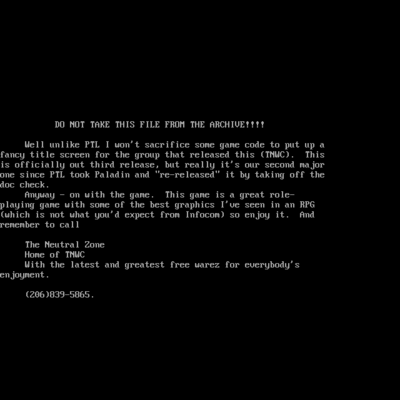 DO NOT TAKE THIS FILE FROM THE ARCHIVE!!!!
Well unlike PTL I won't sacrifice some game code to put up a
fancy title screen for the group that released this (TNWC).  This
is officially out third release, but really it's our second major
one since PTL took Paladin and "re-released" it by taking off the
doc check.
Anyway - on with the game.  This game is a great role-
playing game with some of the best graphics I've seen in an RPG
(which is not what you'd expect from Infocom) so enjoy it.  And
remember to call
The Neutral Zone
Home of TNWC
With the latest and greatest free warez for everybody's
enjoyment.
(206)839-5865.